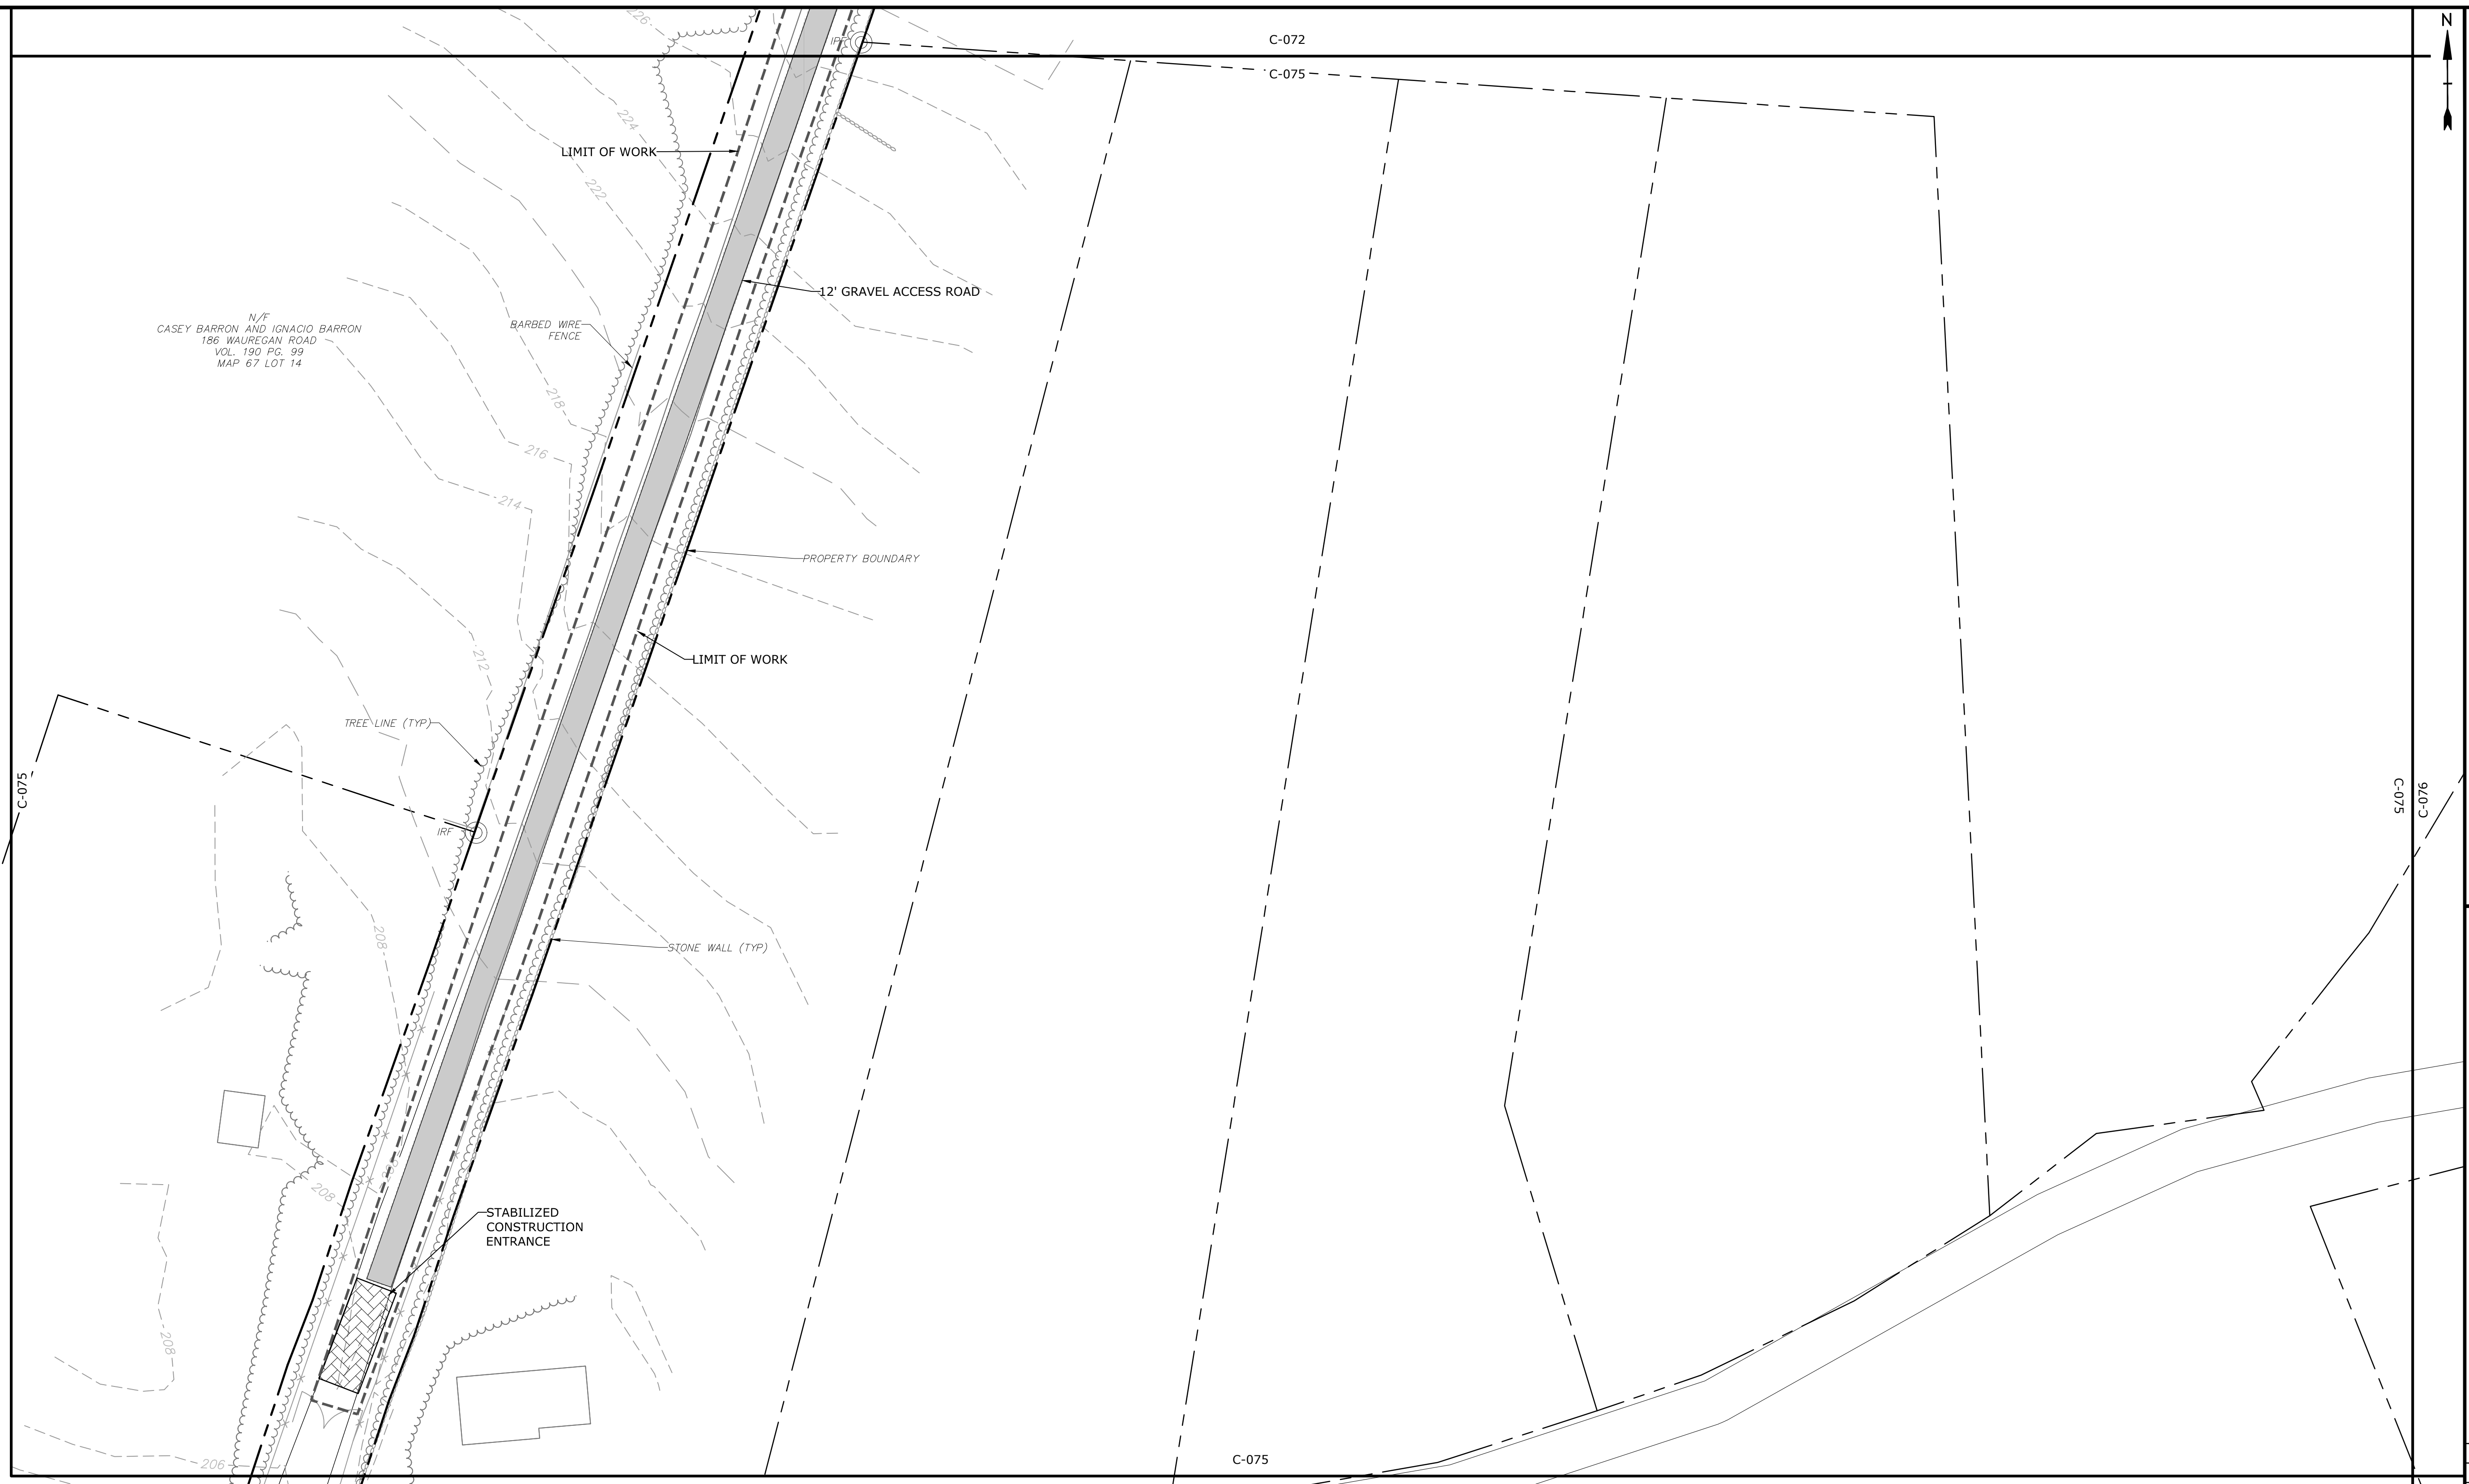 226
IPF
C-072
C-075
N
224
LIMIT OF WORK
222
12' GRAVEL ACCESS ROAD
N/F
CASEY BARRON AND IGNACIO BARRON
186 WAUREGAN ROAD
VOL. 190 PG. 99
MAP 67 LOT 14
BARBED WIRE
FENCE
218
216
214
PROPERTY BOUNDARY
212
LIMIT OF WORK
TREE LINE (TYP)
C-075
C-075
C-076
IRF
208
STONE WALL (TYP)
208
STABILIZED
CONSTRUCTION
ENTRANCE
208
206
C-075